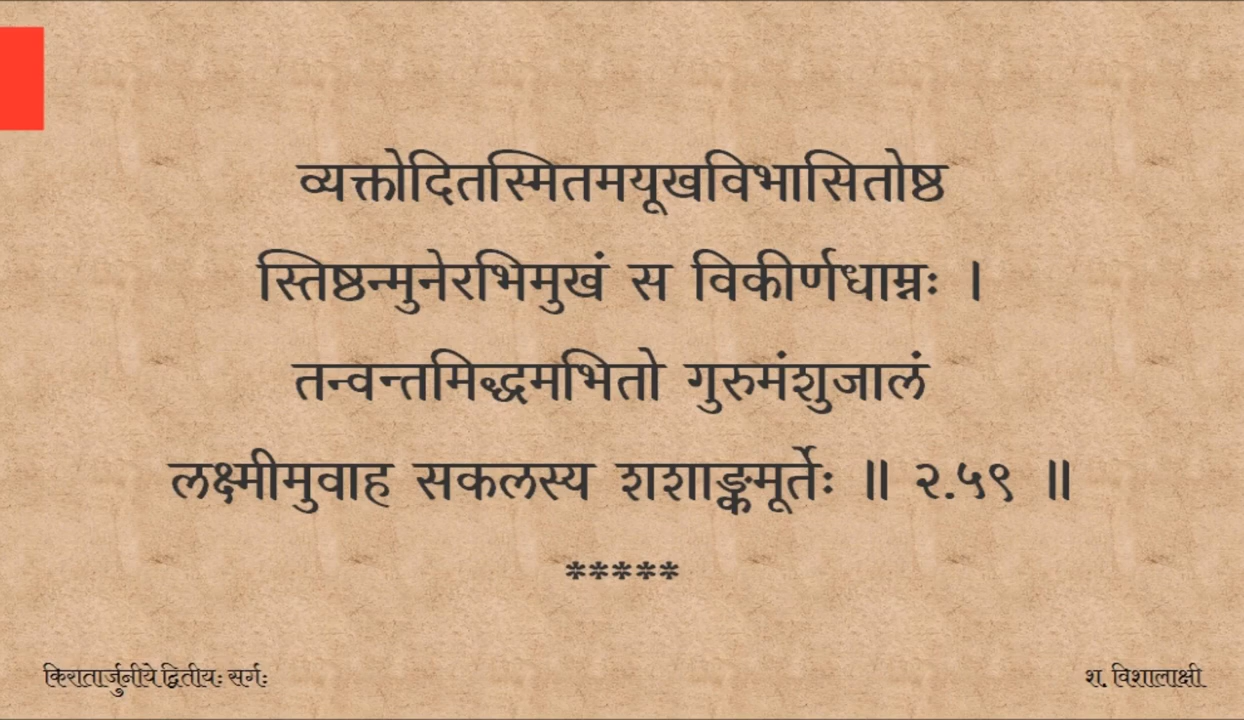 व्यक्तोदितस्मितमयूखविभासितोष्ठ
स्तिष्ठन्मुनेरभिमुखं स विकीर्णधाम्नः ।
तन्वन्तमिद्धमभितो गुरुमंशुजालं
लक्ष्मीमुवाह सकलस्य शशाङ्कमूर्तेः ॥ २.५९ ॥
*****
किरातार्जुनीये द्वितीयः सर्गः
श. विशालाक्षी